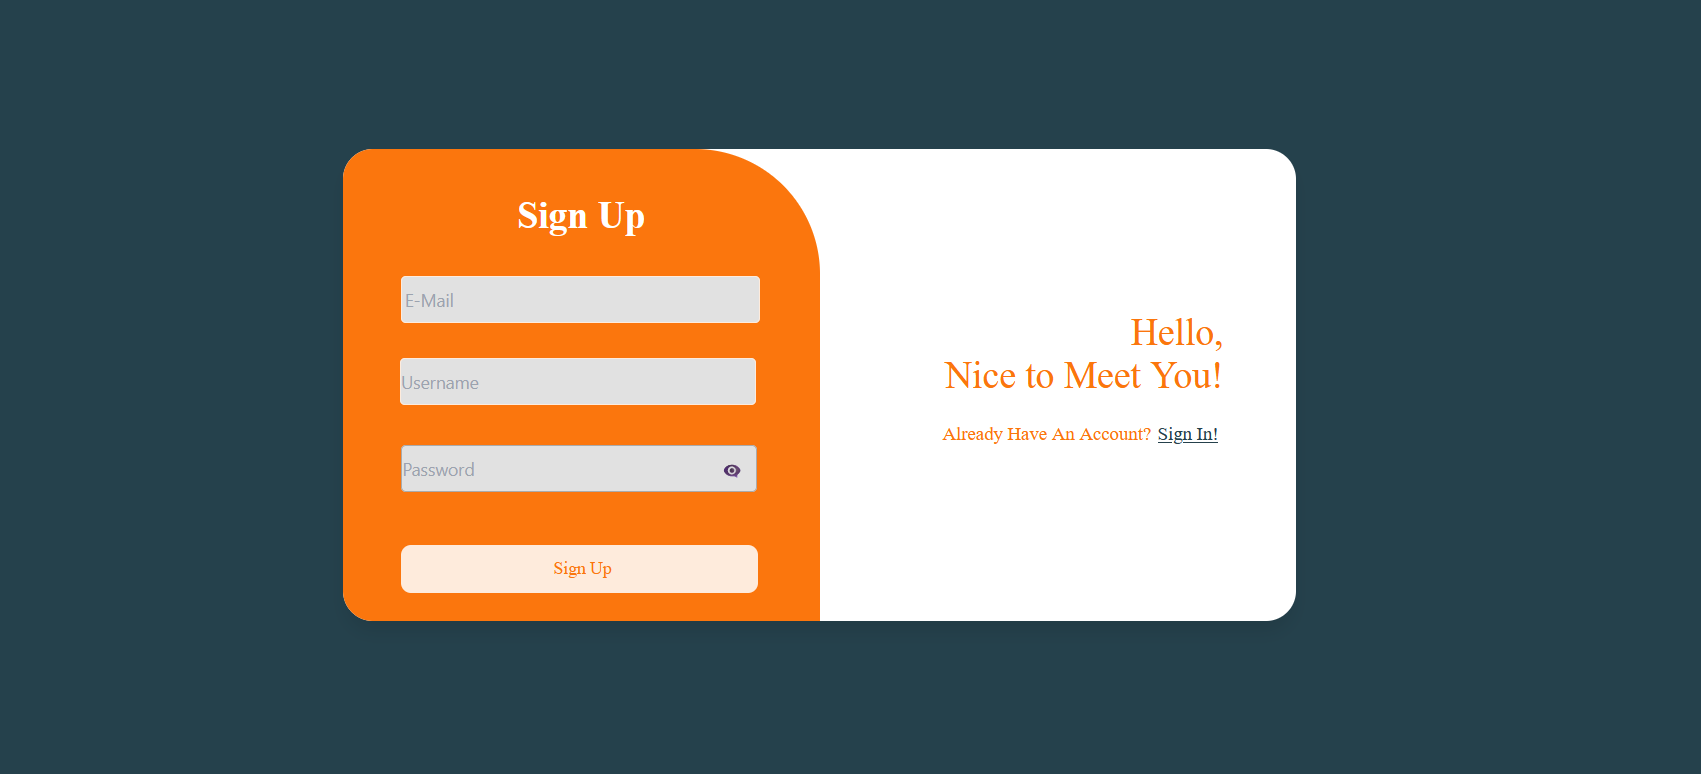 Sign Up
E-Mail
Username
Password
Sign Up
Hello,
Nice to Meet You!
Already Have An Account? Sign In!